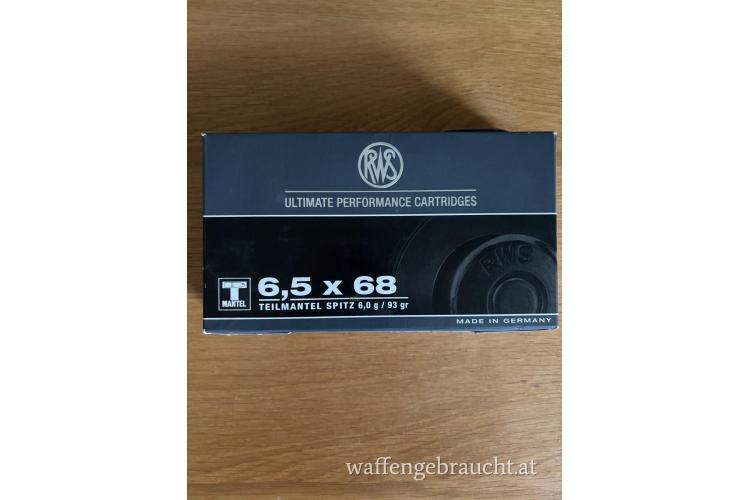 RWS
ULTIMATE PERFORMANCE CARTRIDGES
RWS
T
MANTEL
6,5 x 68
TEILMANTEL SPITZ 6,0 g / 93 gr
MADE IN GERMANY
waffengebraucht.at